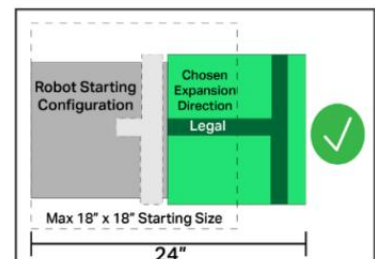 Robot Starting
Configuration
Chosen
Expansion
Direction
Legal
Max 18" x 18" Starting Size
24"